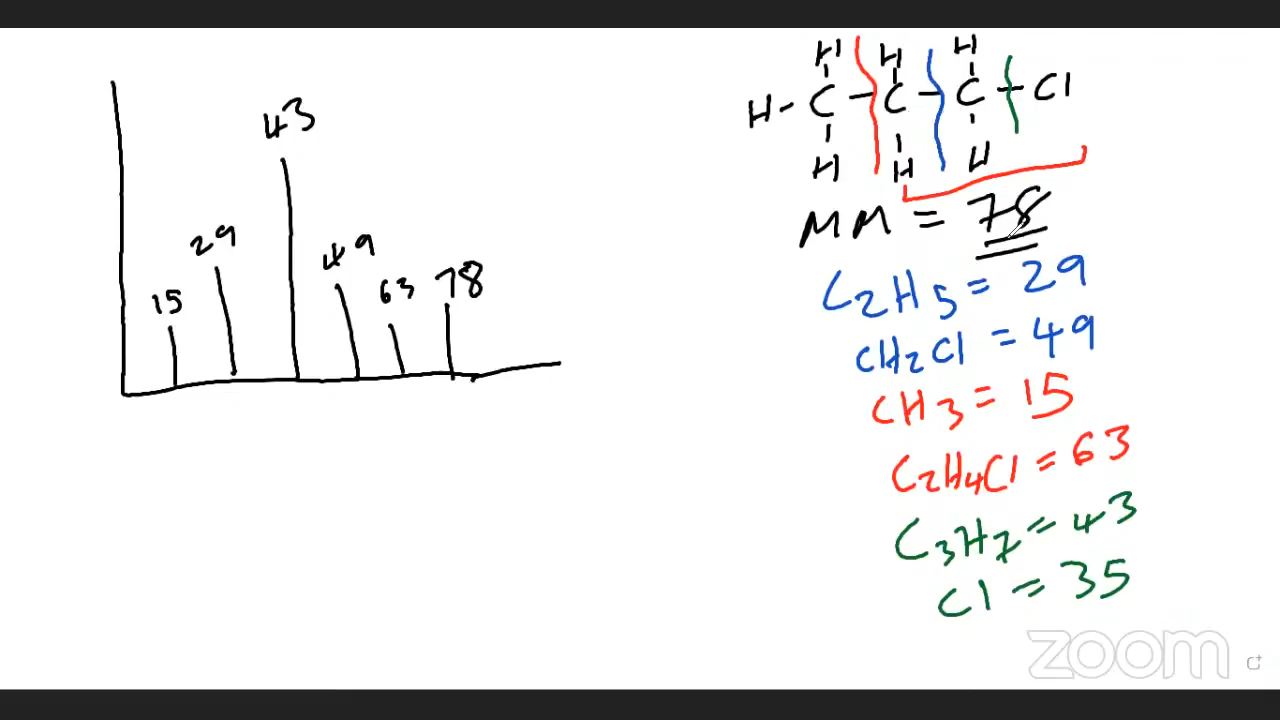 43
29
49
15
63
78
H H H
H - C - C - C - Cl
H H H
MM = 78
C2H5 = 29
CH2Cl = 49
CH3 = 15
C2H4Cl = 63
C3H7 = 43
Cl = 35
zoom